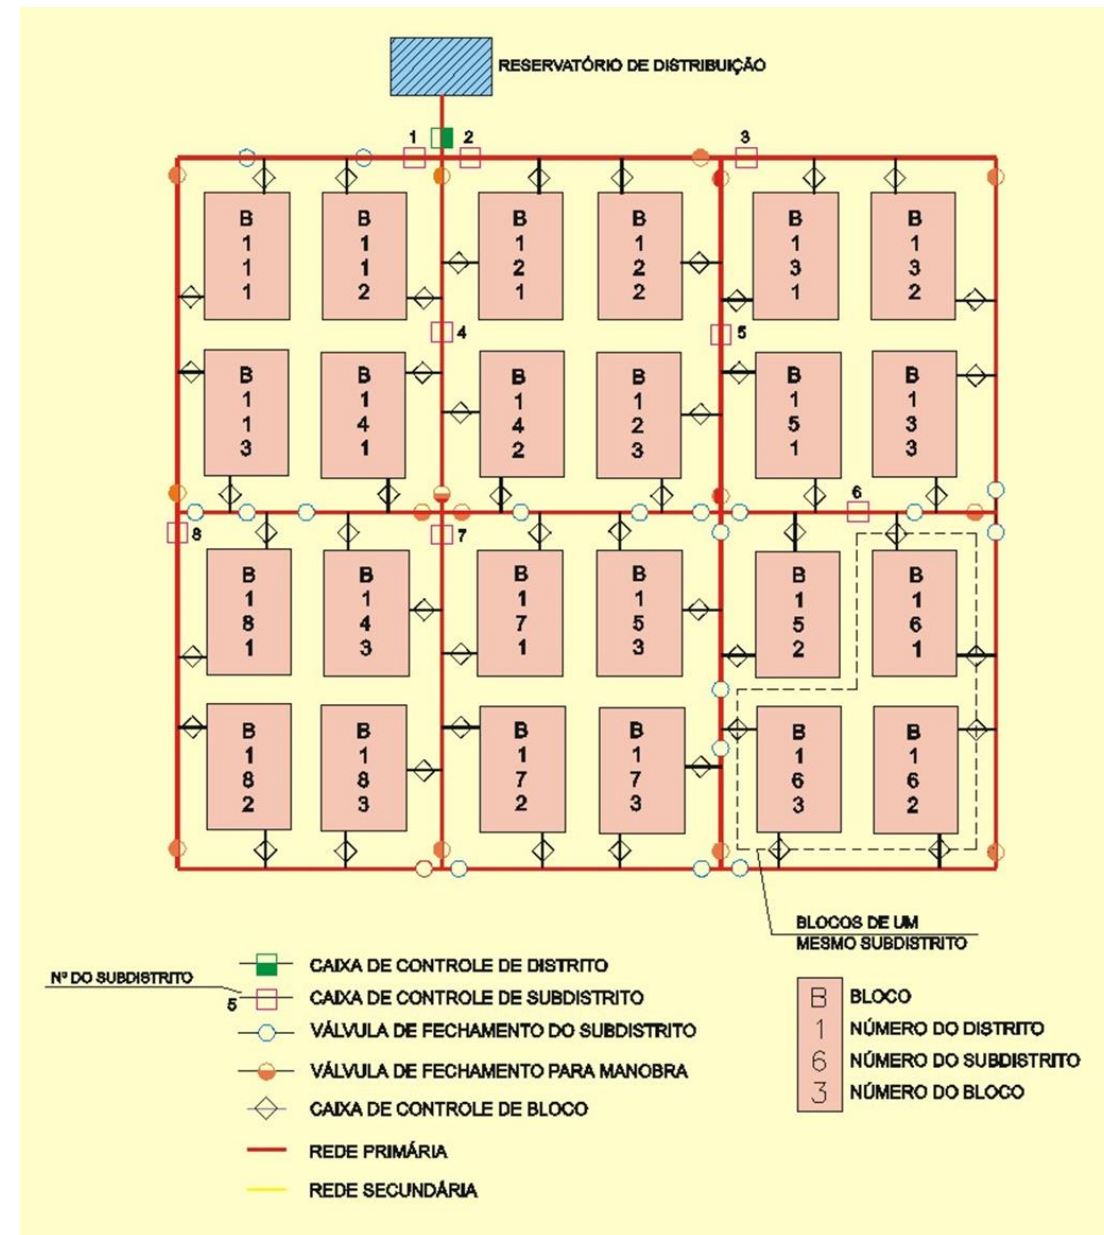 RESERVATÓRIO DE DISTRIBUIÇÃO
1 2 3
B B B B B B
1 1 1 1 1 1
1 1 2 2 3 3
1 2 1 2 1 2
4 5
B B B B B B
1 1 1 1 1 1
1 4 4 2 5 3
3 1 2 3 1 3
6
8 7
B B B B B B
1 1 1 1 1 1
8 4 7 5 5 6
1 3 1 3 2 1
B B B B B B
1 1 1 1 1 1
8 8 7 7 6 6
2 3 2 3 3 2
BLOCOS DE UM
MESMO SUBDISTRITO
CAIXA DE CONTROLE DE DISTRITO
Nº DO SUBDISTRITO
5
CAIXA DE CONTROLE DE SUBDISTRITO
VÁLVULA DE FECHAMENTO DO SUBDISTRITO
VÁLVULA DE FECHAMENTO PARA MANOBRA
CAIXA DE CONTROLE DE BLOCO
REDE PRIMÁRIA
REDE SECUNDÁRIA
B BLOCO
1 NÚMERO DO DISTRITO
6 NÚMERO DO SUBDISTRITO
3 NÚMERO DO BLOCO